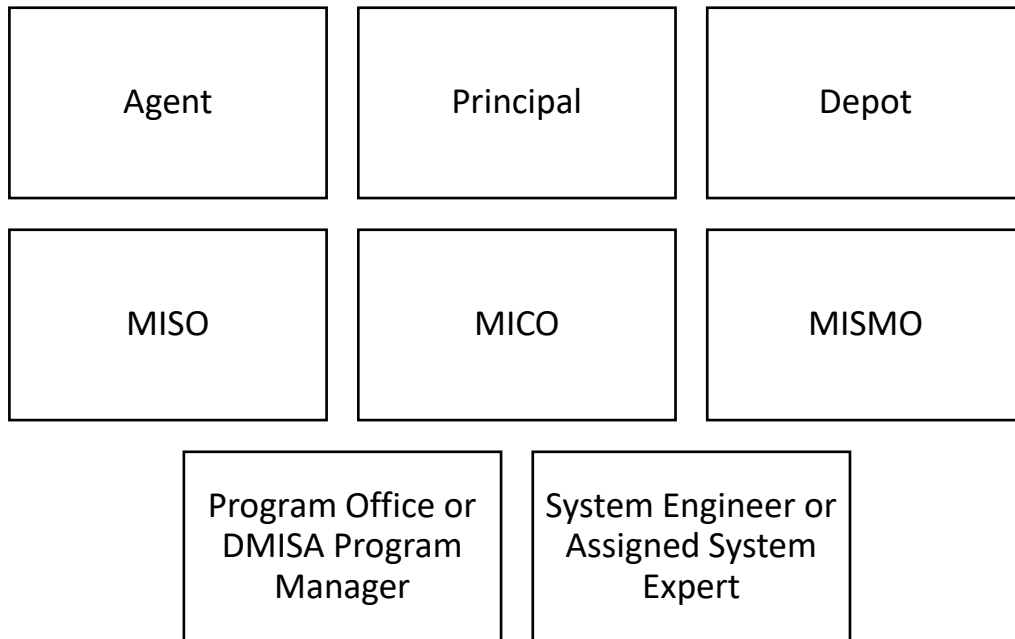 Agent
Principal
Depot
MISO
MICO
MISMO
Program Office or
DMISA Program
Manager
System Engineer or
Assigned System
Expert